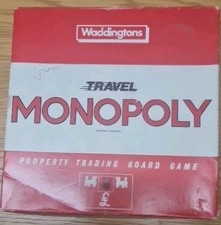 Waddingtons
TRAVEL
MONOPOLY
PROPERTY TRADING BOARD GAME
£